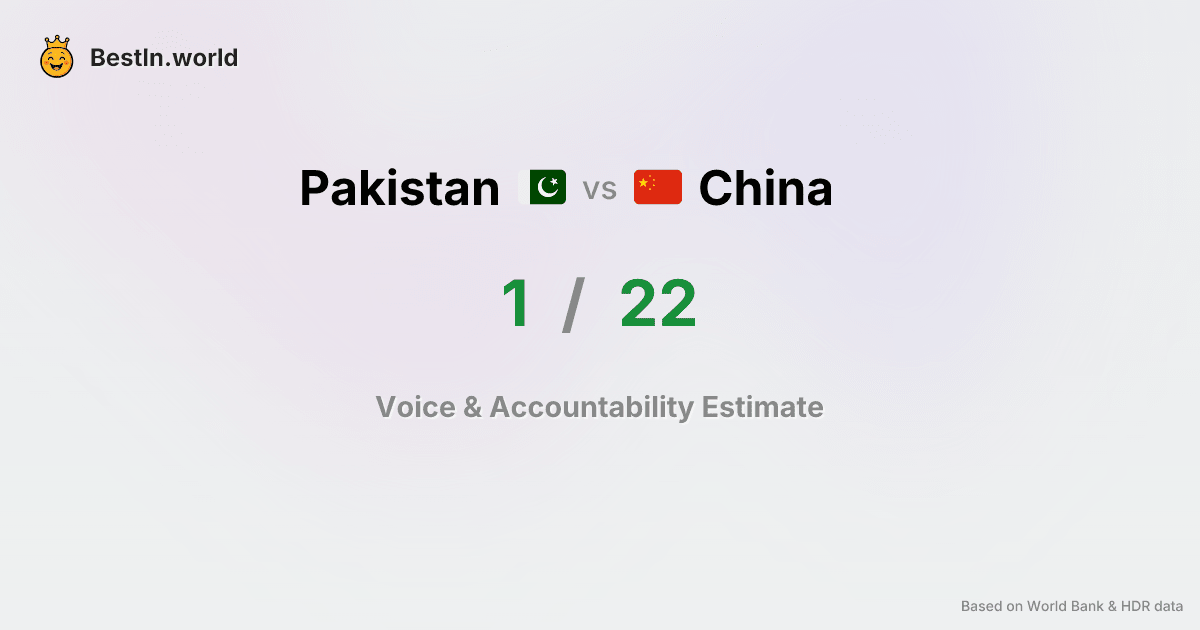 BestIn.world
Pakistan vs China
1 / 22
Voice & Accountability Estimate
Based on World Bank & HDR data